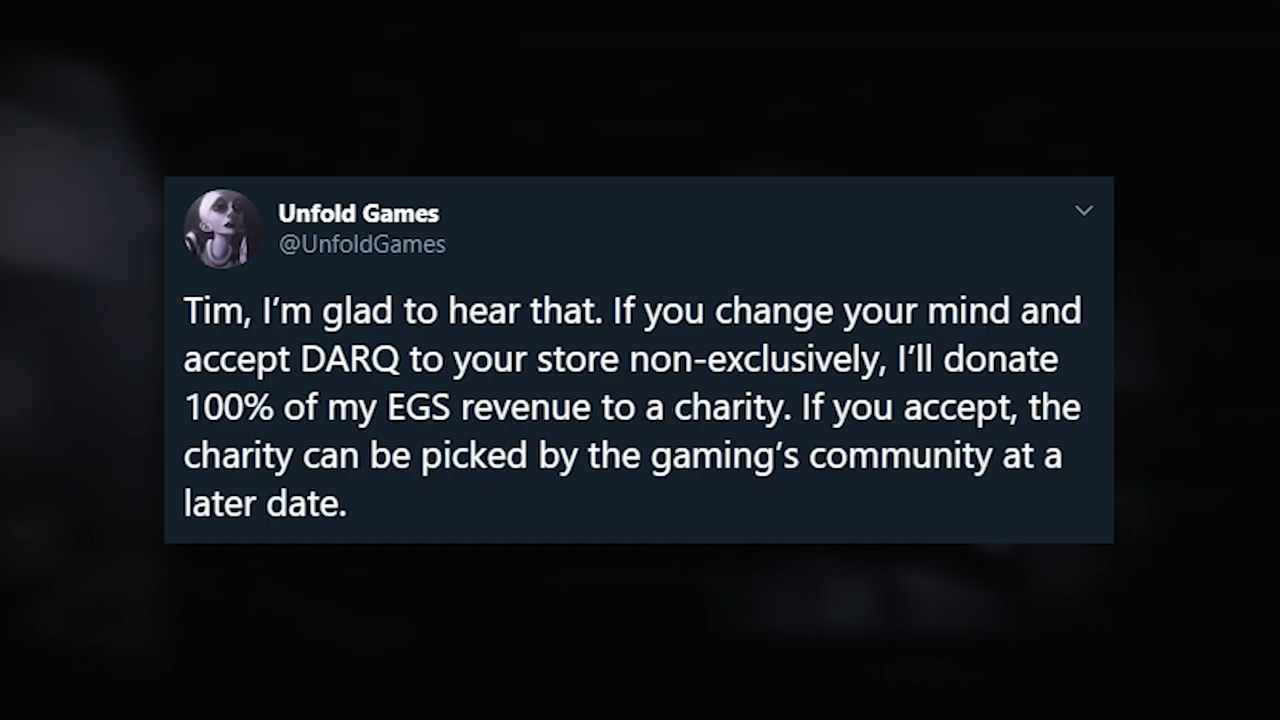 Unfold Games
@UnfoldGames
Tim, I’m glad to hear that. If you change your mind and
accept DARQ to your store non-exclusively, I’ll donate
100% of my EGS revenue to a charity. If you accept, the
charity can be picked by the gaming’s community at a
later date.